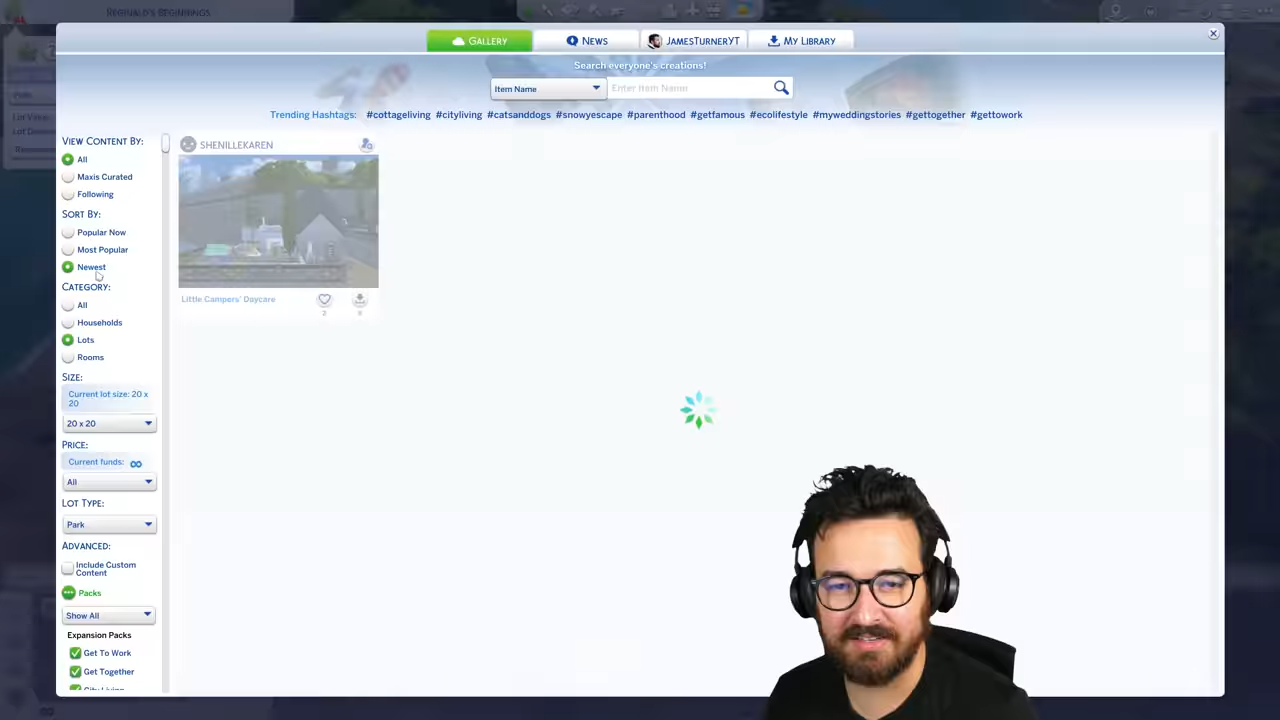 REGINALD'S BEGINNINGS
GALLERY
NEWS
JAMESTURNERYT
MY LIBRARY
Search everyone's creations!
Item Name
Enter Item Name
Trending Hashtags: #cottageliving #cityliving #catsanddogs #snowyescape #parenthood #getfamous #ecolifestyle #myweddingstories #gettogether #gettowork
VIEW CONTENT BY:
All
Maxis Curated
Following
SORT BY:
Popular Now
Most Popular
Newest
CATEGORY:
All
Households
Lots
Rooms
SIZE:
Current lot size: 20 x
20
20 x 20
PRICE:
Current funds: ∞
All
LOT TYPE:
Park
ADVANCED:
Include Custom
Content
Packs
Show All
Expansion Packs
Get To Work
Get Together
City Living
SHENILLEKAREN
Little Campers' Daycare